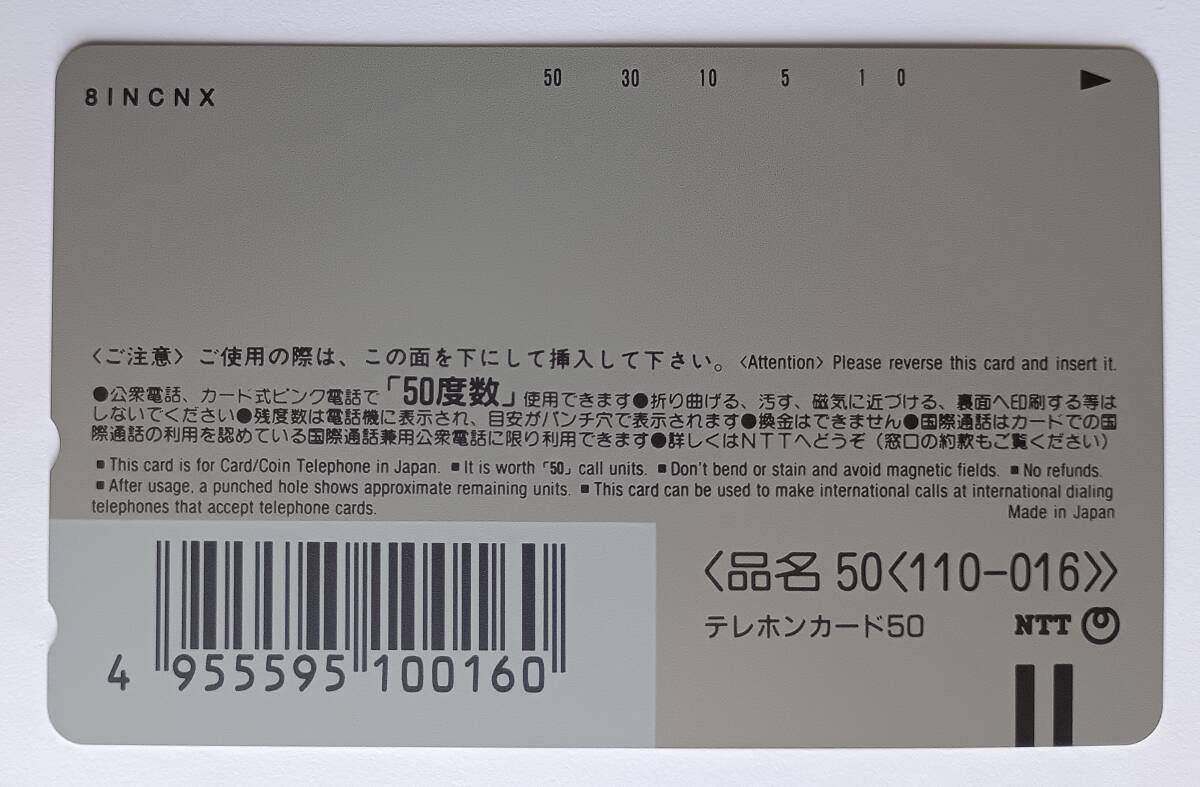 50 30 10 5 1 0 ▶
8INCNX
〈ご注意〉ご使用の際は、この面を下にして挿入して下さい。〈Attention〉Please reverse this card and insert it.
●公衆電話、カード式ピンク電話で「50度数」使用できます●折り曲げる、汚す、磁気に近づける、裏面へ印刷する等は
しないでください●残度数は電話機に表示され、目安がパンチ穴で表示されます●換金はできません●国際通話はカードでの国
際通話の利用を認めている国際通話兼用公衆電話に限り利用できます●詳しくはNTTへどうぞ（窓口の約款もご覧ください）
■This card is for Card/Coin Telephone in Japan. ■It is worth「50」call units. ■Don't bend or stain and avoid magnetic fields. ■No refunds.
■After usage, a punched hole shows approximate remaining units. ■This card can be used to make international calls at international dialing
telephones that accept telephone cards.
Made in Japan
〈品名 50〈110-016〉〉
テレホンカード50
NTT
4 955595 100160